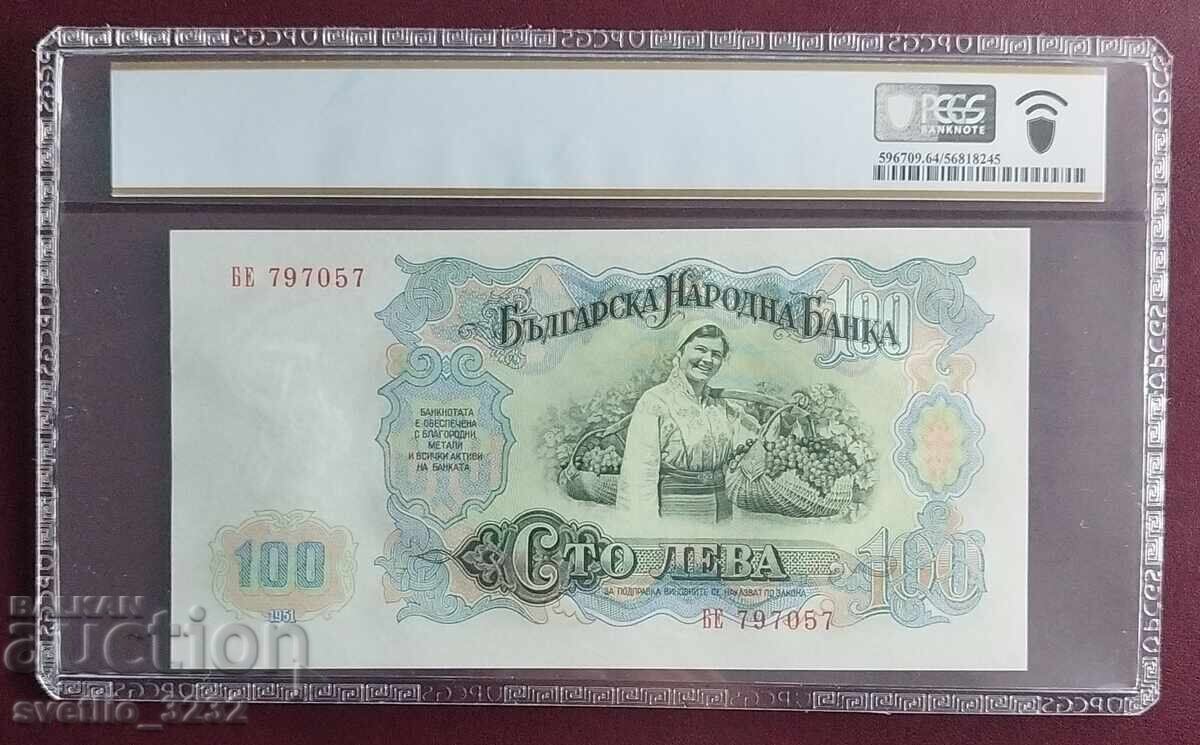 PCGS
BANKNOTE
596709.64/56818245
БЕ 797057
БЪЛГАРСКА НАРОДНА БАНКА
100
БАНКНОТАТА
Е ОБЕСПЕЧЕНА
С БЛАГОРОДНИ
МЕТАЛИ
И ВСИЧКИ АКТИВИ
НА БАНКАТА
100
СТО ЛЕВА
100
ЗА ПОДПРАВКА ВИНОВНИТЕ СЕ НАКАЗВАТ ПО ЗАКОНА
1951
БЕ 797057
BALKAN
auction
svetlio_3232